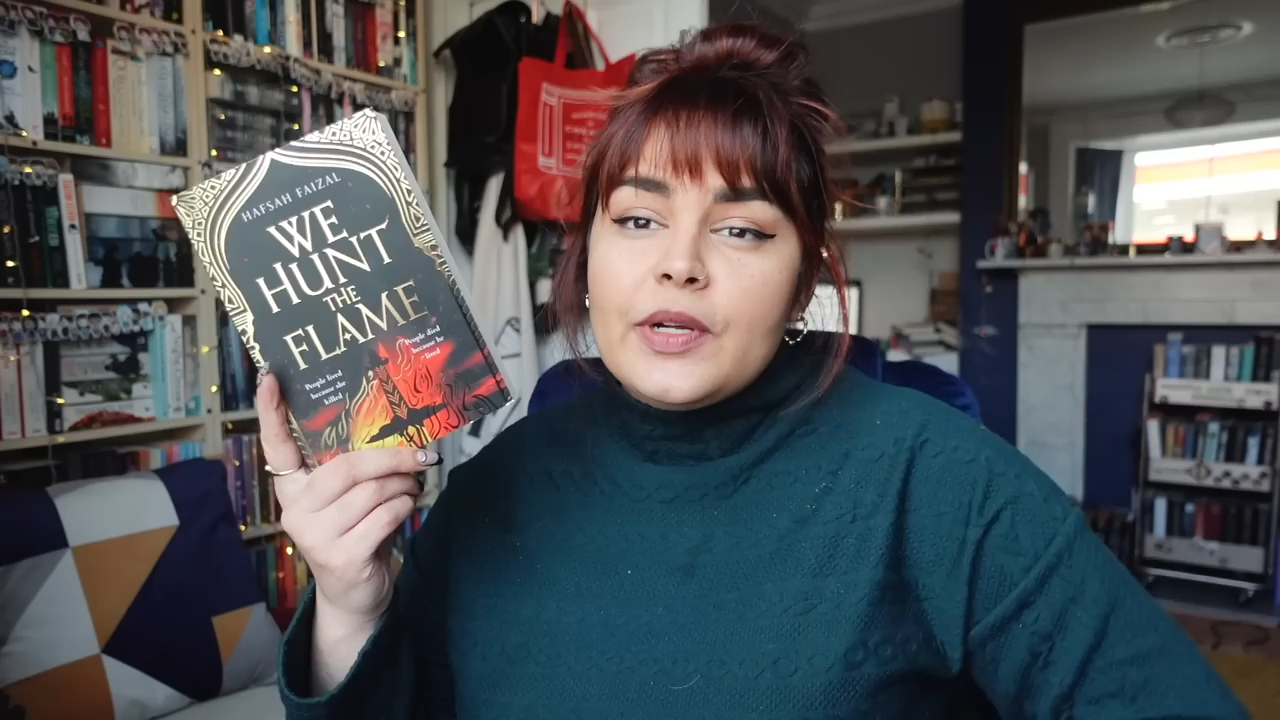 HAFSAH FAIZAL
WE
HUNT
THE
FLAME
People died
because he
lived
People lived
because she
killed